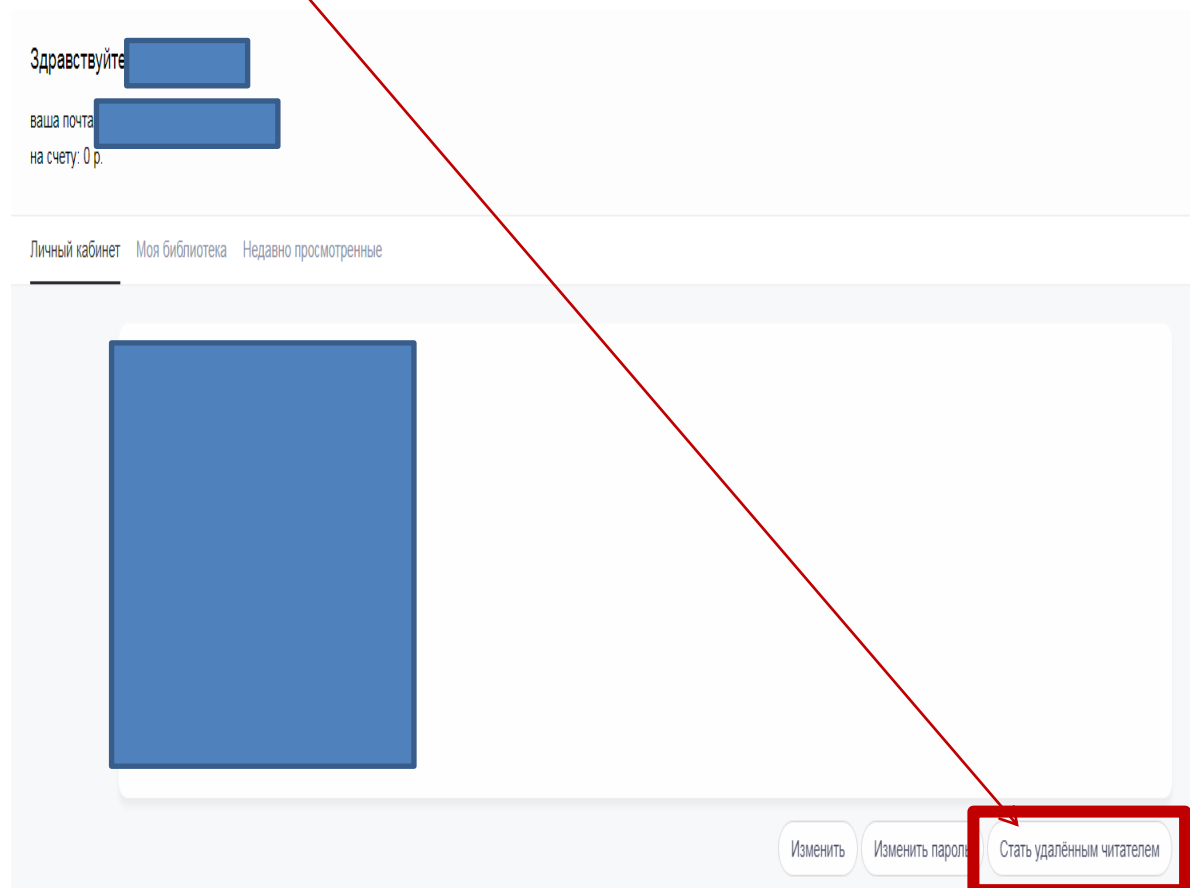 Здравствуйте
ваша почта
на счету: 0 р.
Личный кабинет Моя библиотека Недавно просмотренные
Изменить Изменить пароль Стать удалённым читателем